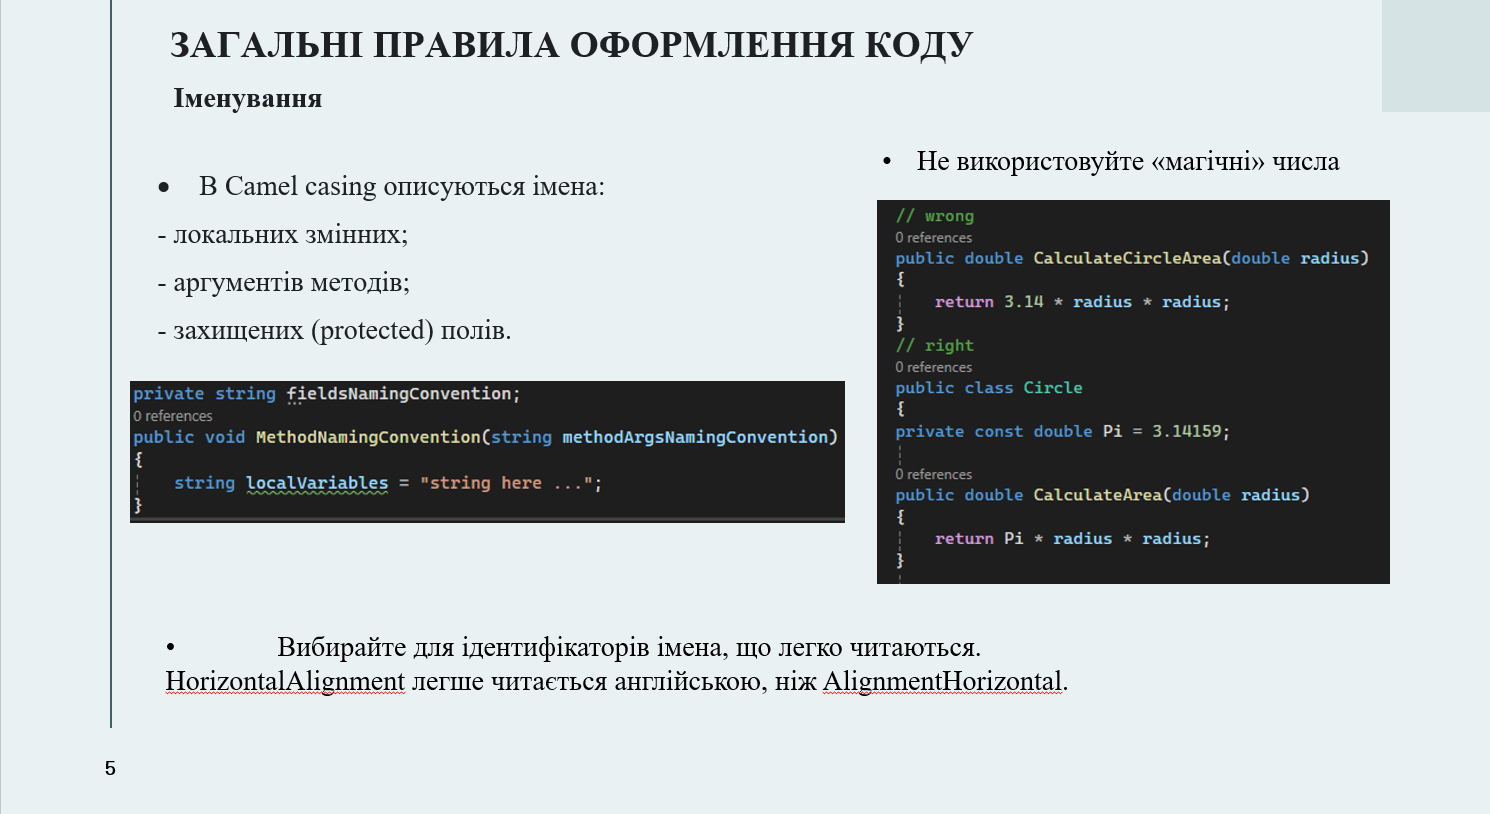 ЗАГАЛЬНІ ПРАВИЛА ОФОРМЛЕННЯ КОДУ
Іменування
• В Camel casing описуються імена:
- локальних змінних;
- аргументів методів;
- захищених (protected) полів.
private string fieldsNamingConvention;
0 references
public void MethodNamingConvention(string methodArgsNamingConvention)
{
string localVariables = "string here ...";
}
• Не використовуйте «магічні» числа
// wrong
0 references
public double CalculateCircleArea(double radius)
{
return 3.14 * radius * radius;
}
// right
0 references
public class Circle
{
private const double Pi = 3.14159;
0 references
public double CalculateArea(double radius)
{
return Pi * radius * radius;
}
• Вибирайте для ідентифікаторів імена, що легко читаються.
HorizontalAlignment легше читається англійською, ніж AlignmentHorizontal.
5